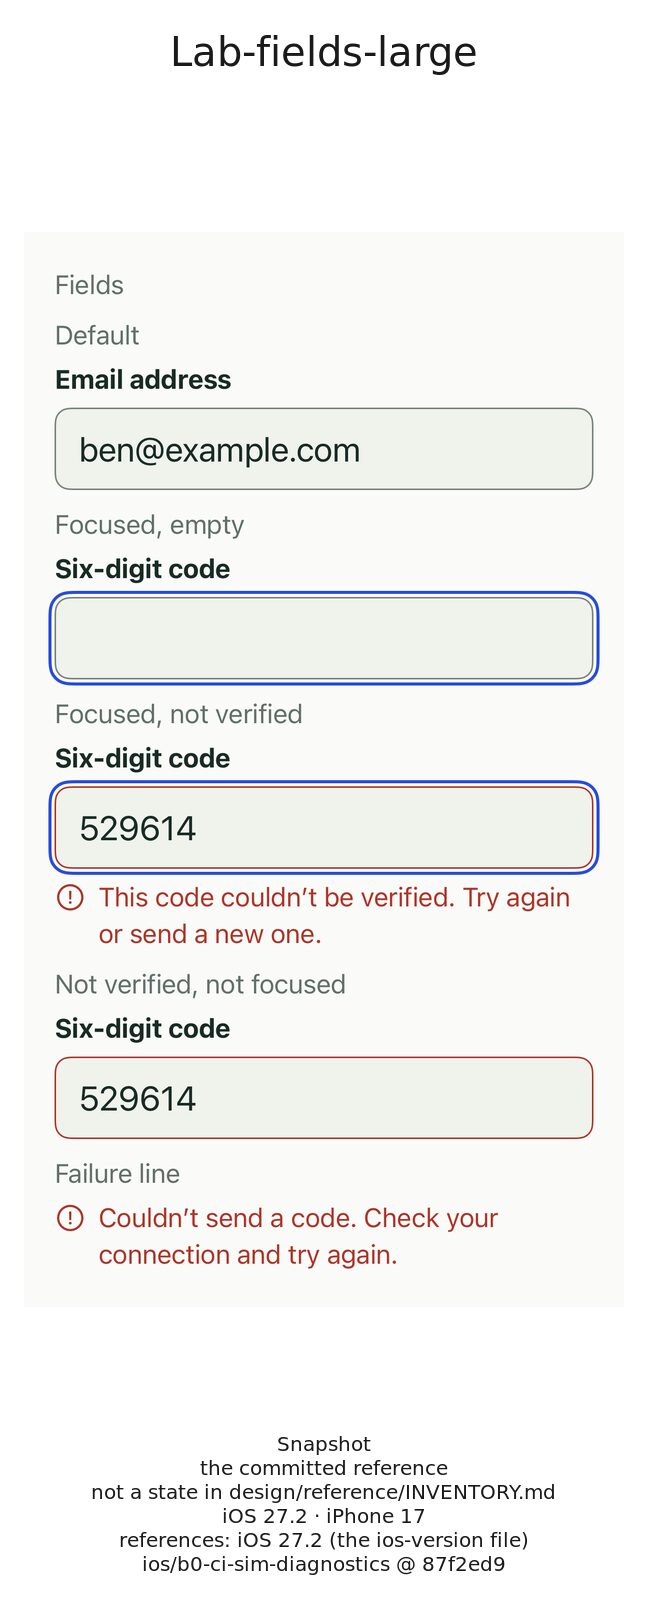 Lab-fields-large
Fields
Default
Email address
ben@example.com
Focused, empty
Six-digit code
Focused, not verified
Six-digit code
529614
This code couldn’t be verified. Try again
or send a new one.
Not verified, not focused
Six-digit code
529614
Failure line
Couldn’t send a code. Check your
connection and try again.
Snapshot
the committed reference
not a state in design/reference/INVENTORY.md
iOS 27.2 · iPhone 17
references: iOS 27.2 (the ios-version file)
ios/b0-ci-sim-diagnostics @ 87f2ed9